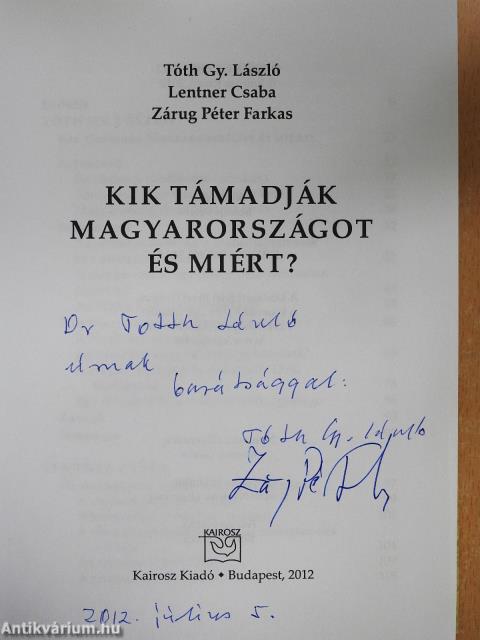 Tóth Gy. László
Lentner Csaba
Zárug Péter Farkas
KIK TÁMADJÁK
MAGYARORSZÁGOT
ÉS MIÉRT?
Dr Tóth László
úrnak
barátsággal:
Tóth Gy. László
KAIROSZ
Kairosz Kiadó • Budapest, 2012
2012. július 5.
Antikvárium.hu